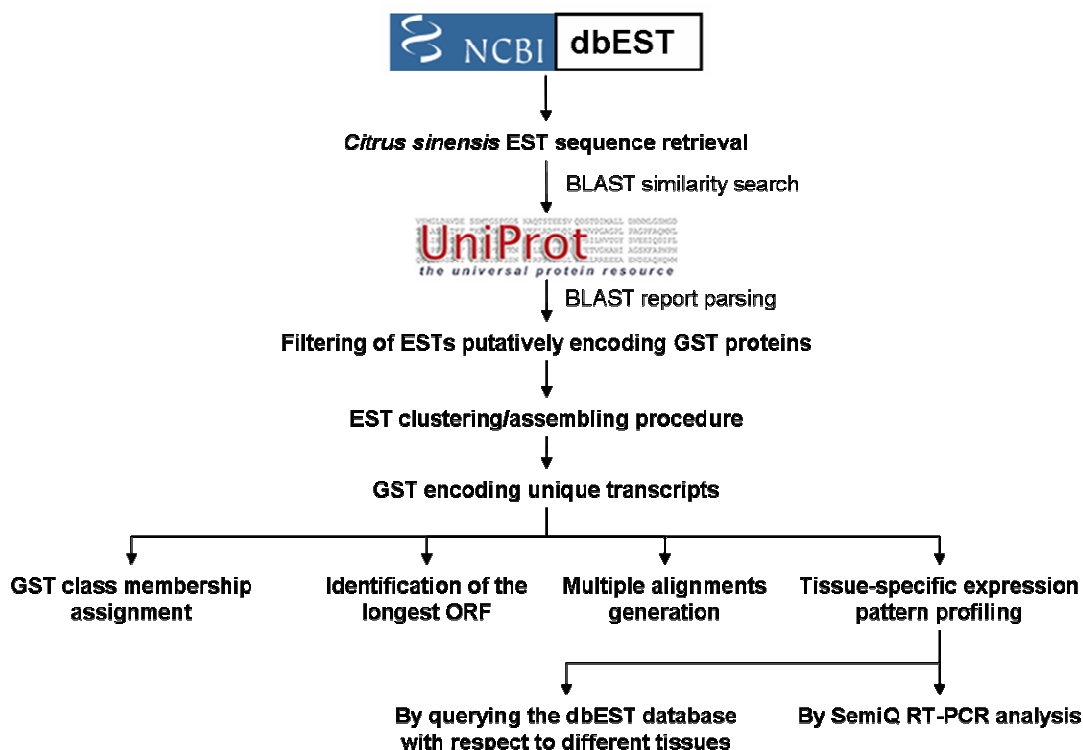 NCBI dbEST
Citrus sinensis EST sequence retrieval
BLAST similarity search
UniProt
the universal protein resource
BLAST report parsing
Filtering of ESTs putatively encoding GST proteins
EST clustering/assembling procedure
GST encoding unique transcripts
GST class membership
assignment
Identification of the
longest ORF
Multiple alignments
generation
Tissue-specific expression
pattern profiling
By querying the dbEST database
with respect to different tissues
By SemiQ RT-PCR analysis